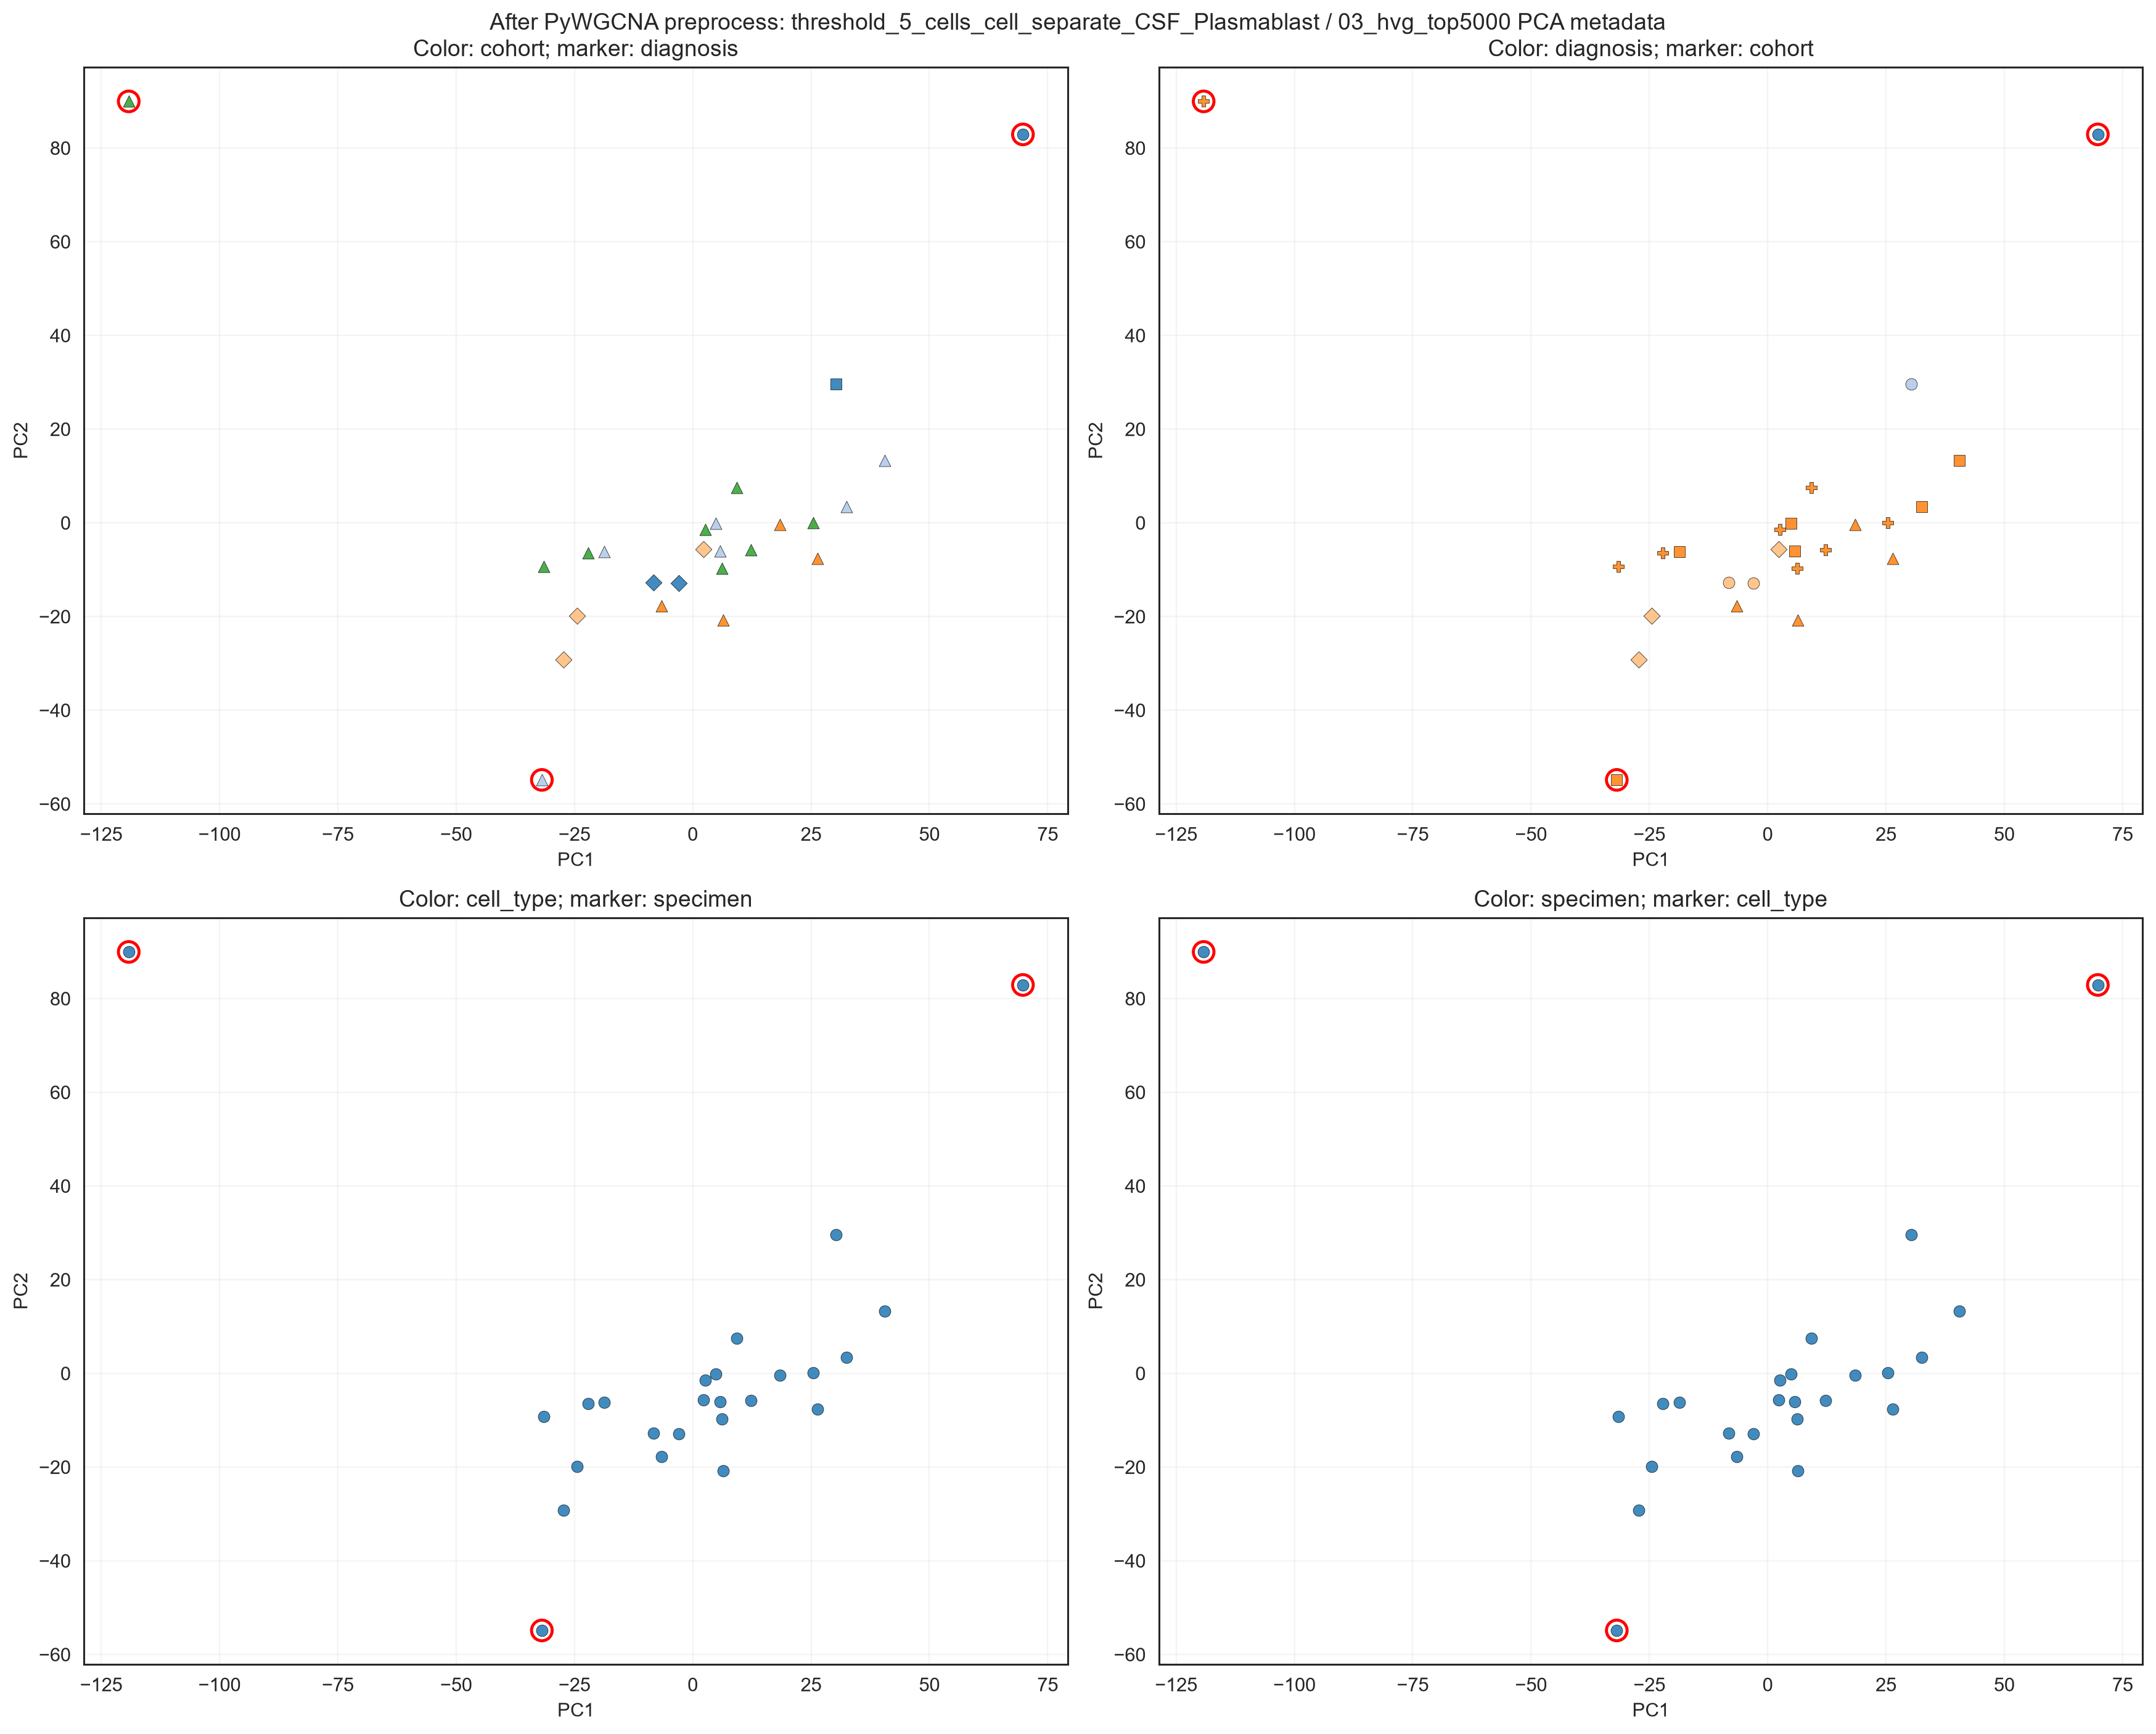 After PyWGCNA preprocess: threshold_5_cells_cell_separate_CSF_Plasmablast / 03_hvg_top5000 PCA metadata
Color: cohort; marker: diagnosis
80
60
40
20
0
−20
−40
−60
PC2
−125 −100 −75 −50 −25 0 25 50 75
PC1
Color: diagnosis; marker: cohort
80
60
40
20
0
−20
−40
−60
PC2
−125 −100 −75 −50 −25 0 25 50 75
PC1
Color: cell_type; marker: specimen
80
60
40
20
0
−20
−40
−60
PC2
−125 −100 −75 −50 −25 0 25 50 75
PC1
Color: specimen; marker: cell_type
80
60
40
20
0
−20
−40
−60
PC2
−125 −100 −75 −50 −25 0 25 50 75
PC1